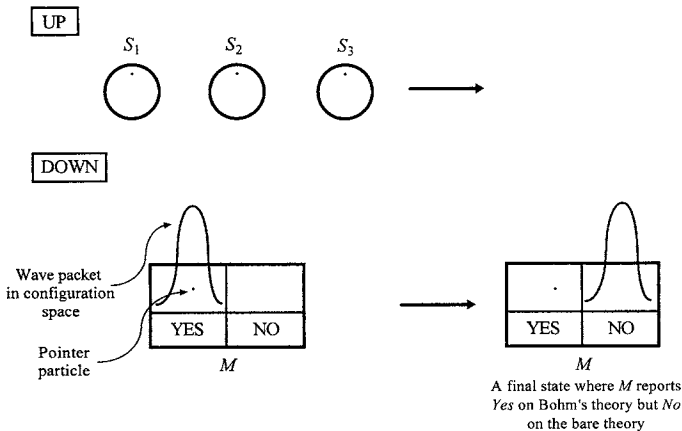 UP
S1 S2 S3
DOWN
Wave packet
in configuration
space
Pointer
particle
YES NO
M
YES NO
M
A final state where M reports
Yes on Bohm's theory but No
on the bare theory